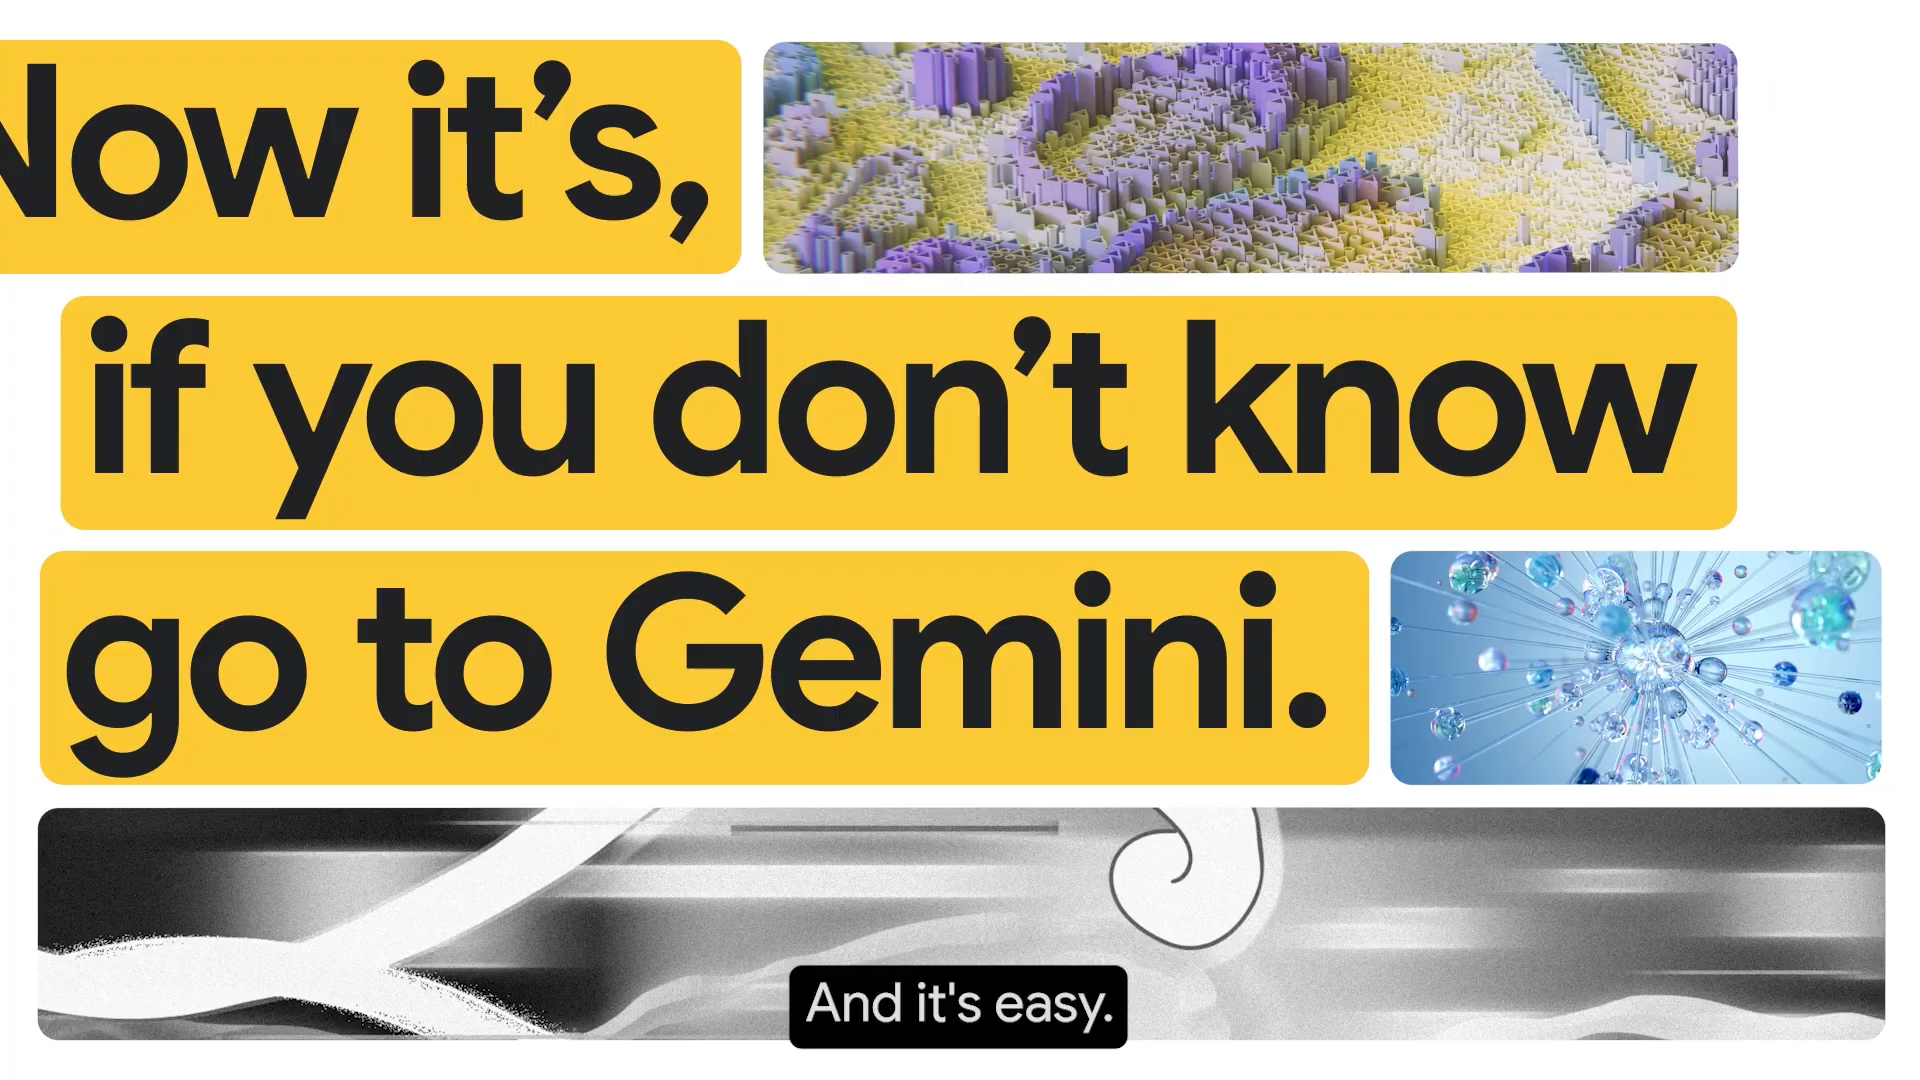 Now it’s,
if you don’t know
go to Gemini.
And it's easy.